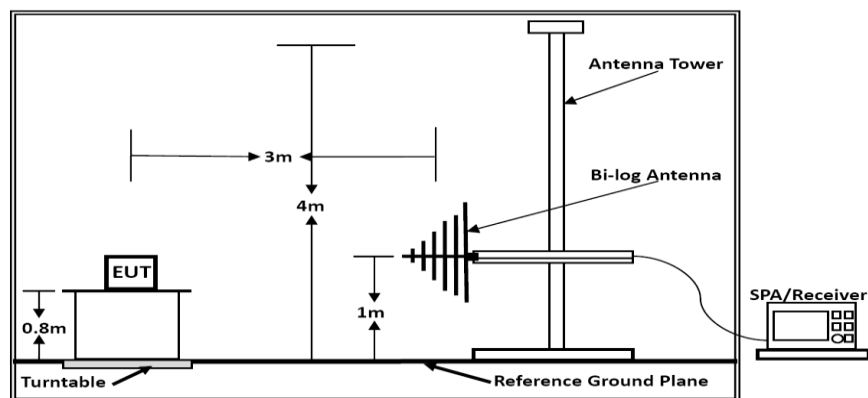 Antenna Tower
3m
Bi-log Antenna
4m
EUT
SPA/Receiver
0.8m
1m
Turntable
Reference Ground Plane